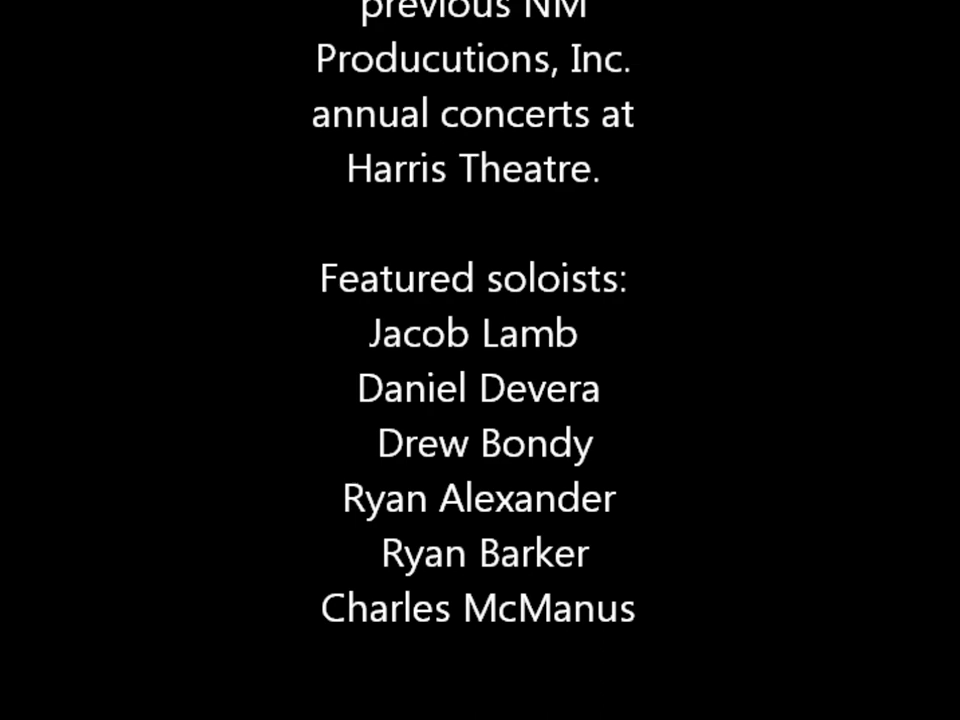 previous NM
Producutions, Inc.
annual concerts at
Harris Theatre.
Featured soloists:
Jacob Lamb
Daniel Devera
Drew Bondy
Ryan Alexander
Ryan Barker
Charles McManus